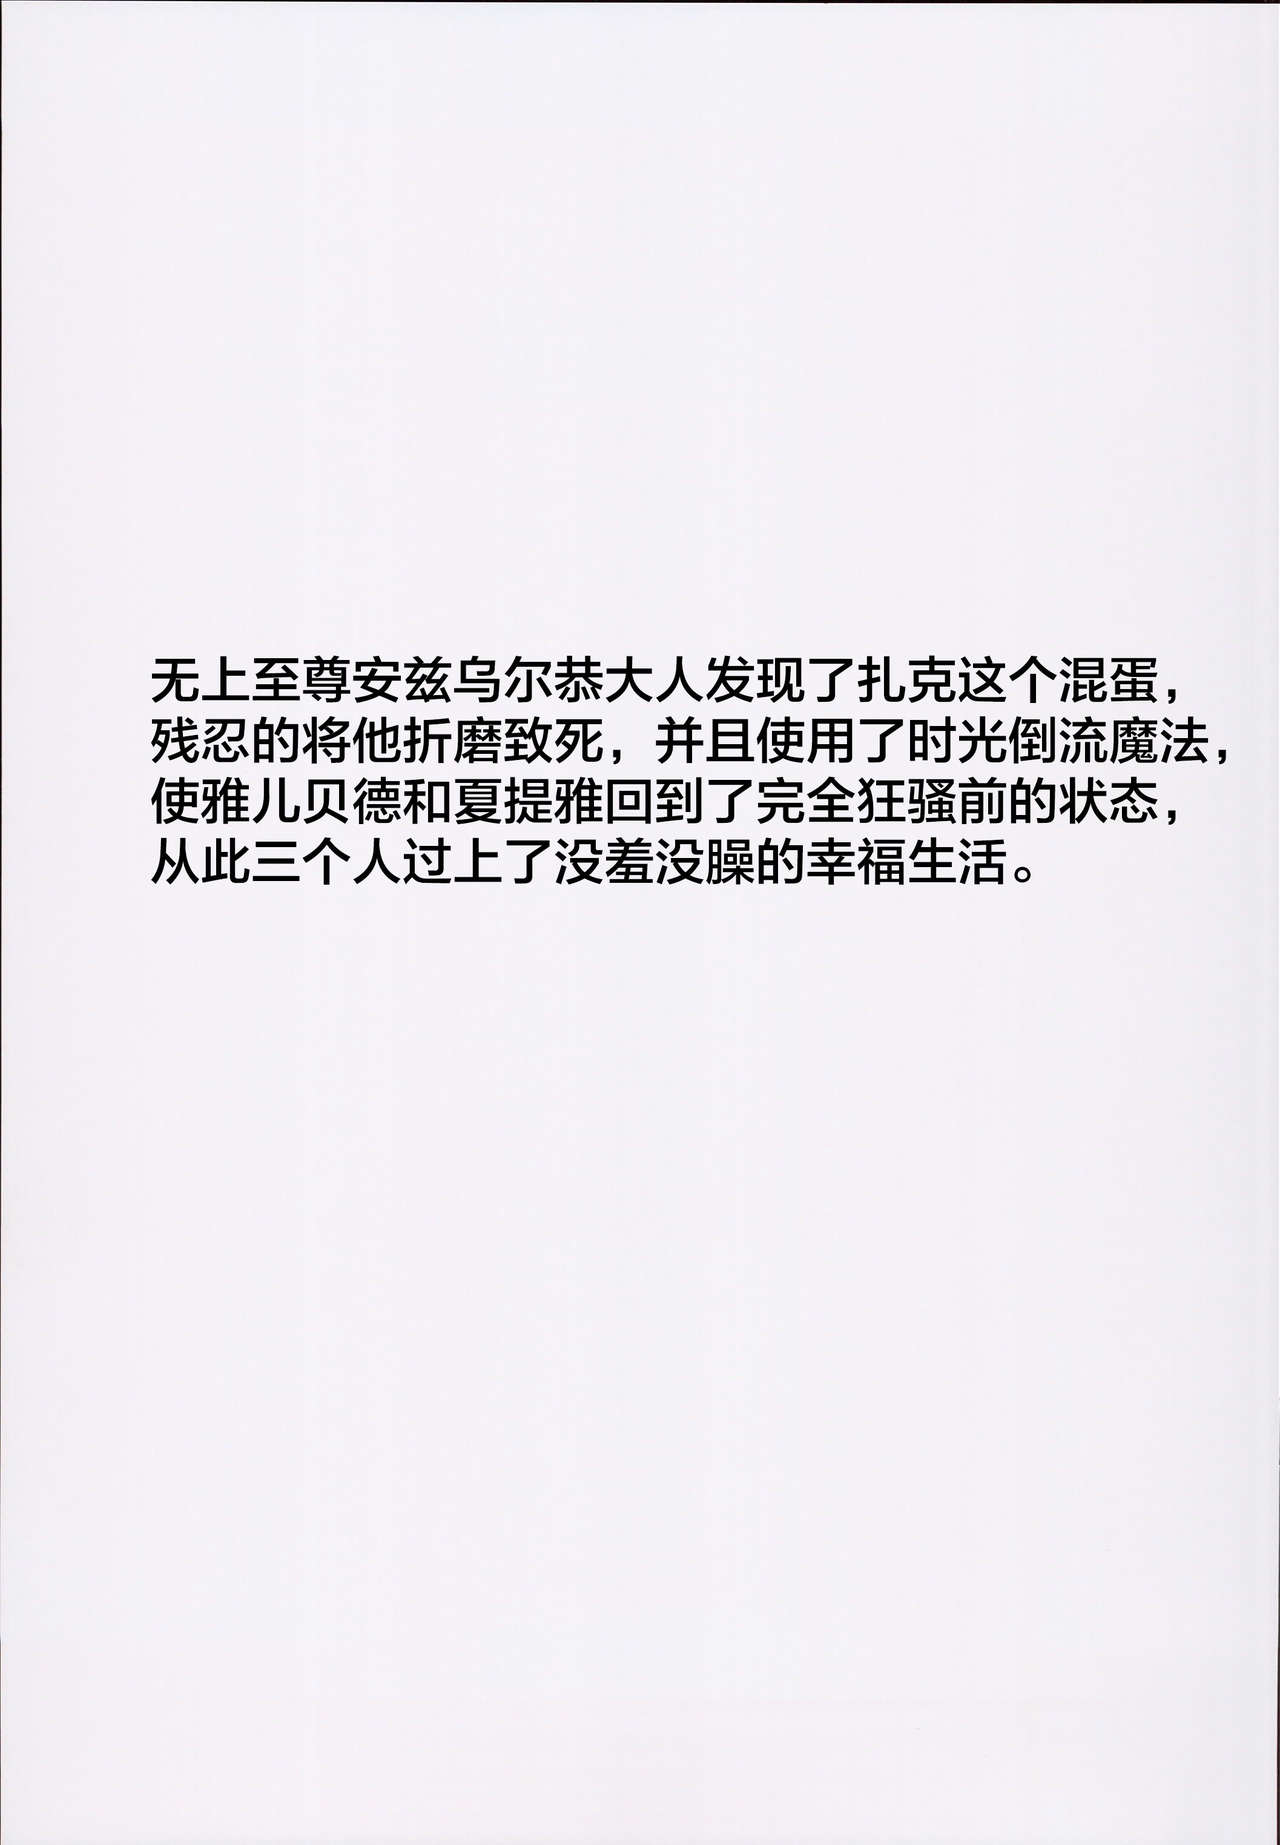 无上至尊安兹乌尔恭大人发现了扎克这个混蛋，
残忍的将他折磨致死，并且使用了时光倒流魔法，
使雅儿贝德和夏提雅回到了完全狂骚前的状态，
从此三个人过上了没羞没臊的幸福生活。